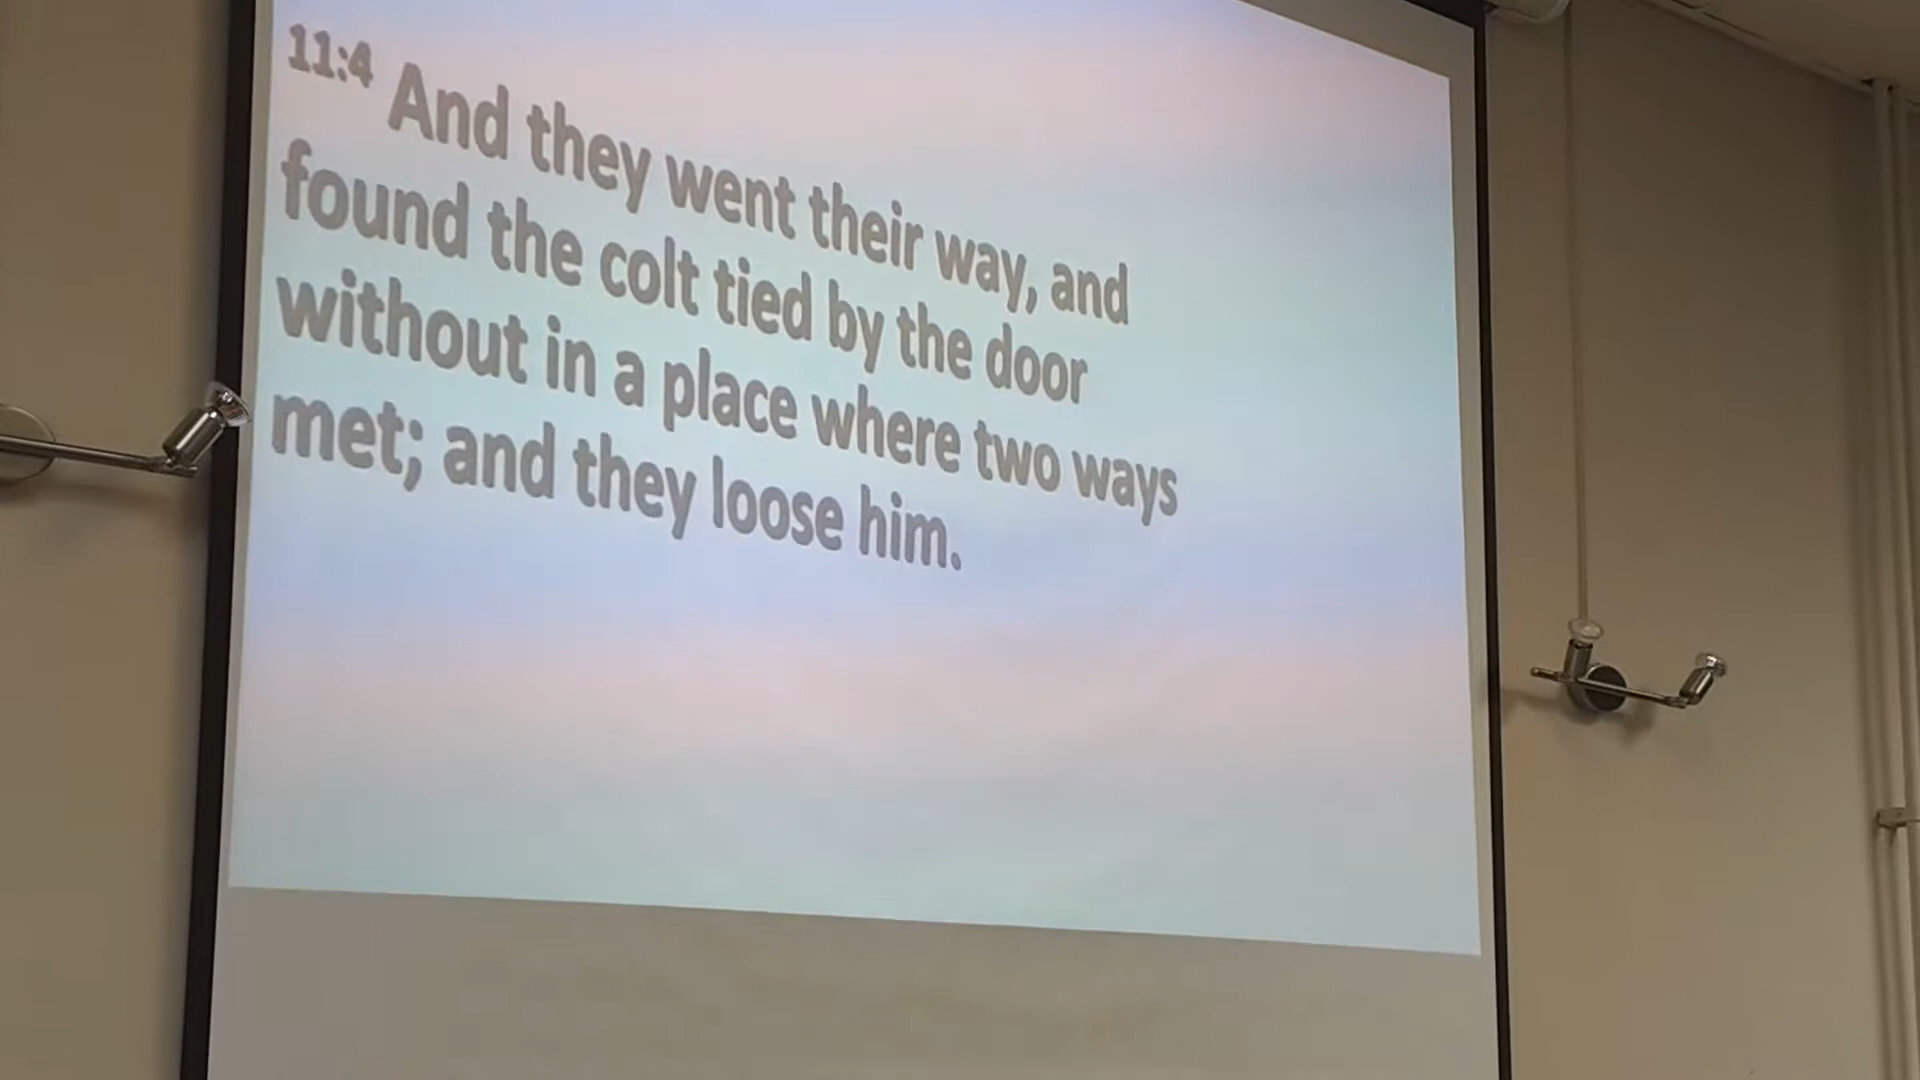 11:4 And they went their way, and
found the colt tied by the door
without in a place where two ways
met; and they loose him.